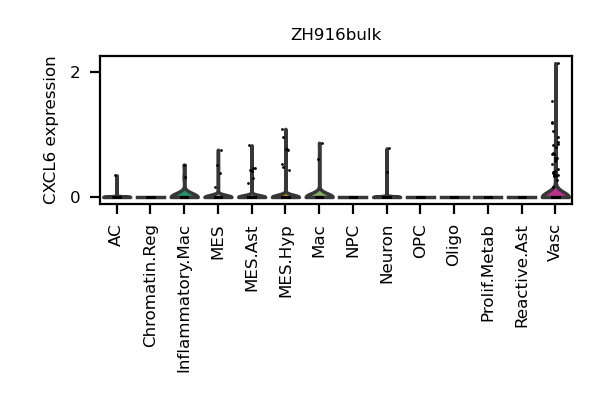 ZH916bulk
CXCL6 expression
2
0
AC
Chromatin.Reg
Inflammatory.Mac
MES
MES.Ast
MES.Hyp
Mac
NPC
Neuron
OPC
Oligo
Prolif.Metab
Reactive.Ast
Vasc